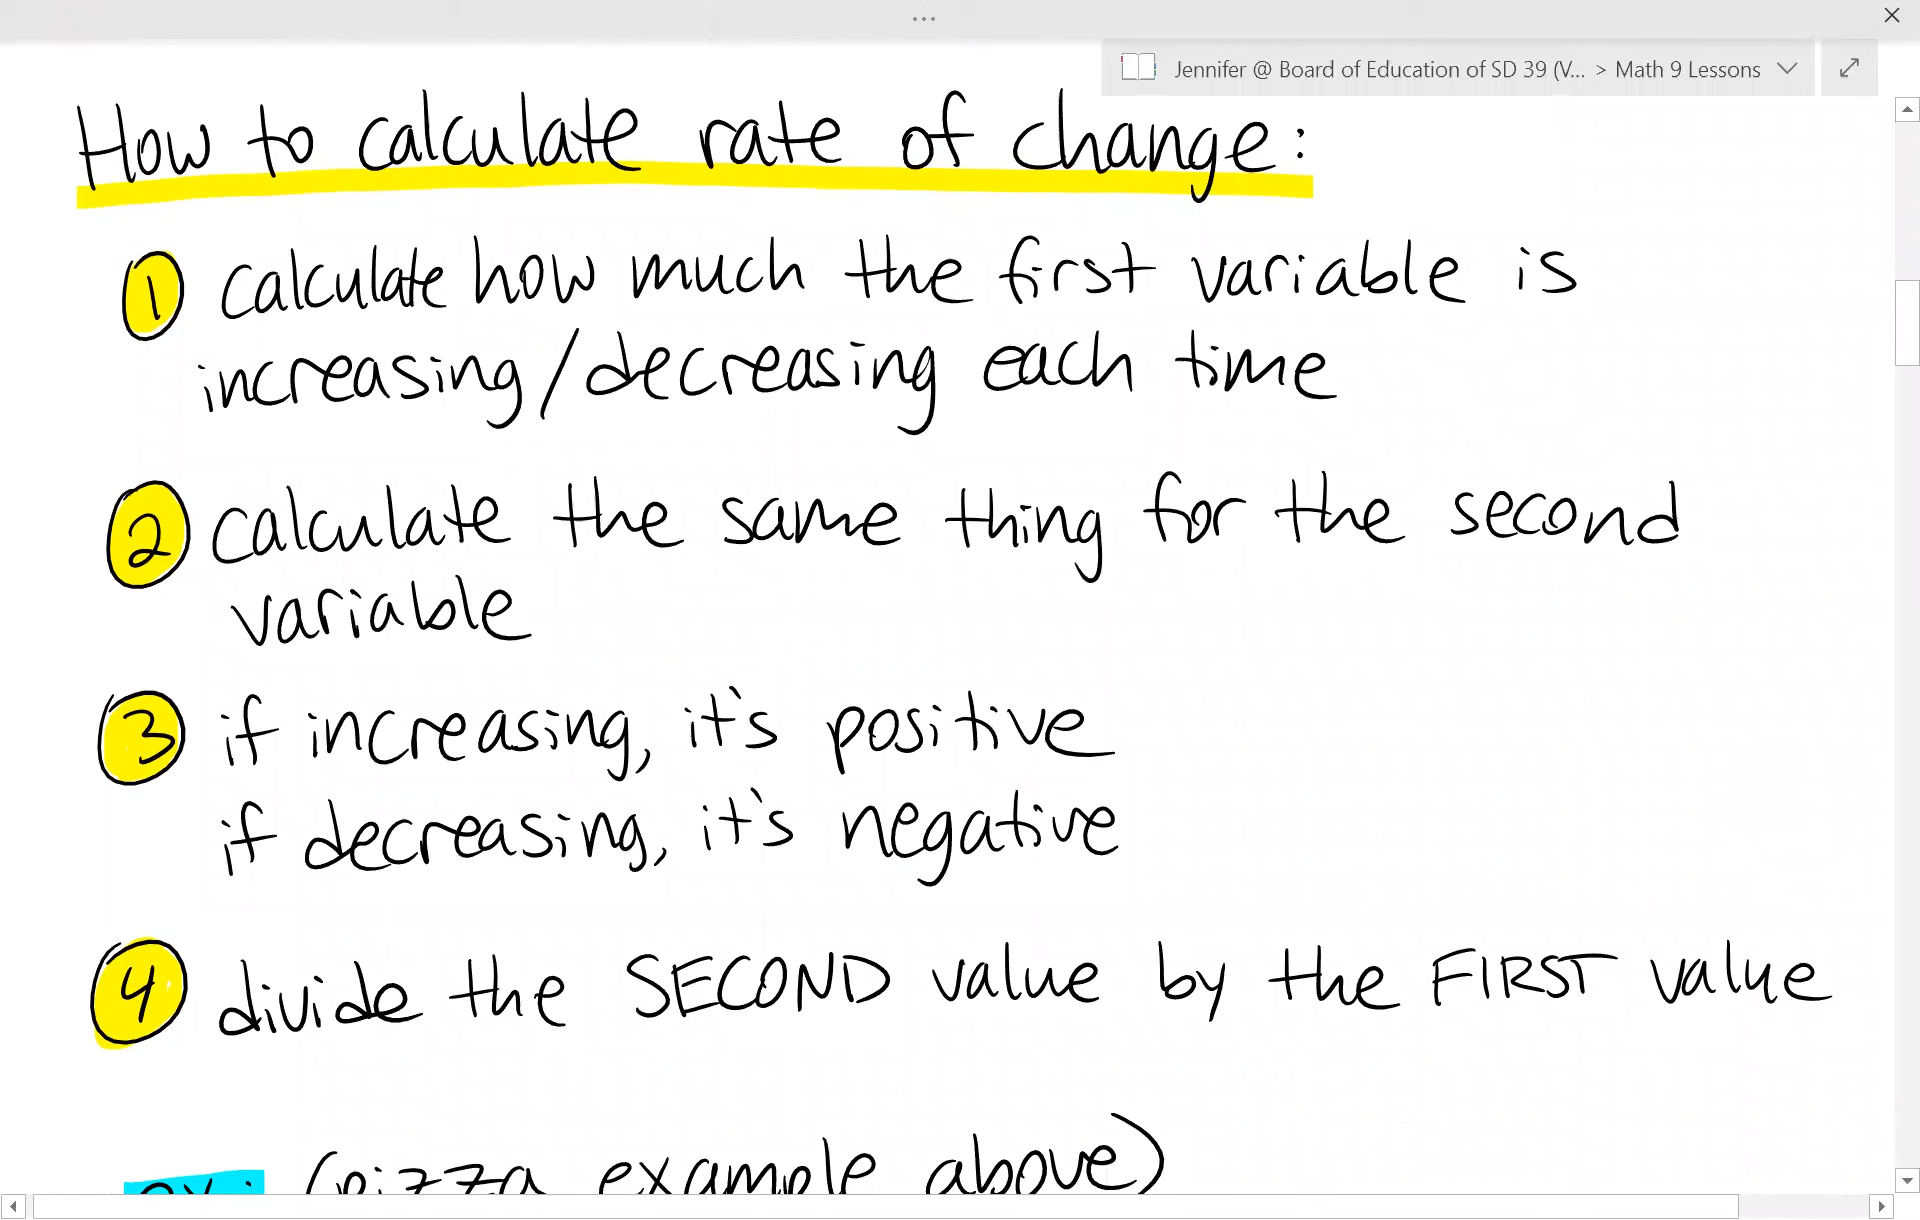 Jennifer @ Board of Education of SD 39 (V... > Math 9 Lessons
How to calculate rate of change:
1 calculate how much the first variable is
increasing/decreasing each time
2 calculate the same thing for the second
variable
3 if increasing, it's positive
if decreasing, it's negative
4 divide the SECOND value by the FIRST value
ex: (pizza example above)